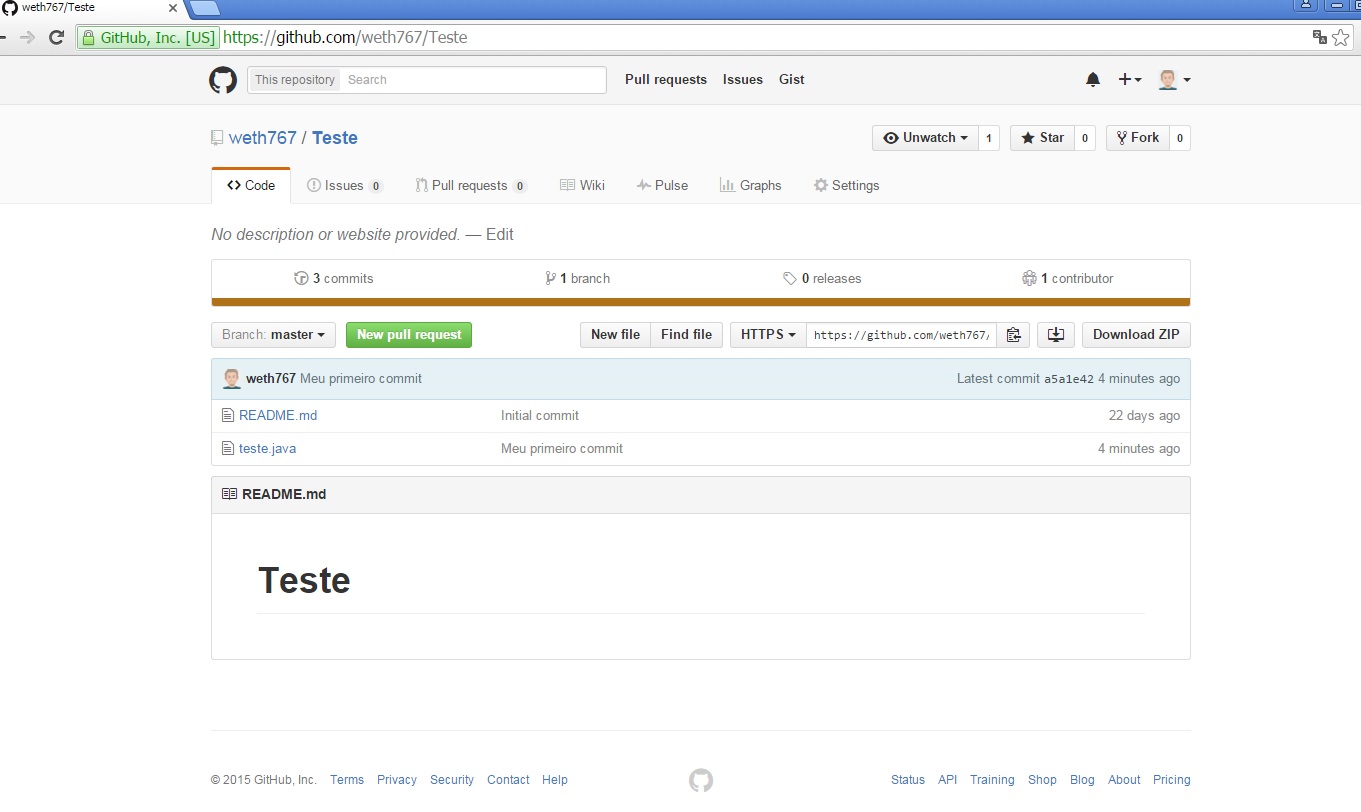 weth767/Teste
GitHub, Inc. [US] https://github.com/weth767/Teste
This repository Search Pull requests Issues Gist
weth767 / Teste Unwatch 1 Star 0 Fork 0
Code Issues 0 Pull requests 0 Wiki Pulse Graphs Settings
No description or website provided. — Edit
3 commits 1 branch 0 releases 1 contributor
Branch: master New pull request New file Find file HTTPS https://github.com/weth767/ Download ZIP
weth767 Meu primeiro commit Latest commit a5a1e42 4 minutes ago
README.md Initial commit 22 days ago
teste.java Meu primeiro commit 4 minutes ago
README.md
Teste
© 2015 GitHub, Inc. Terms Privacy Security Contact Help Status API Training Shop Blog About Pricing